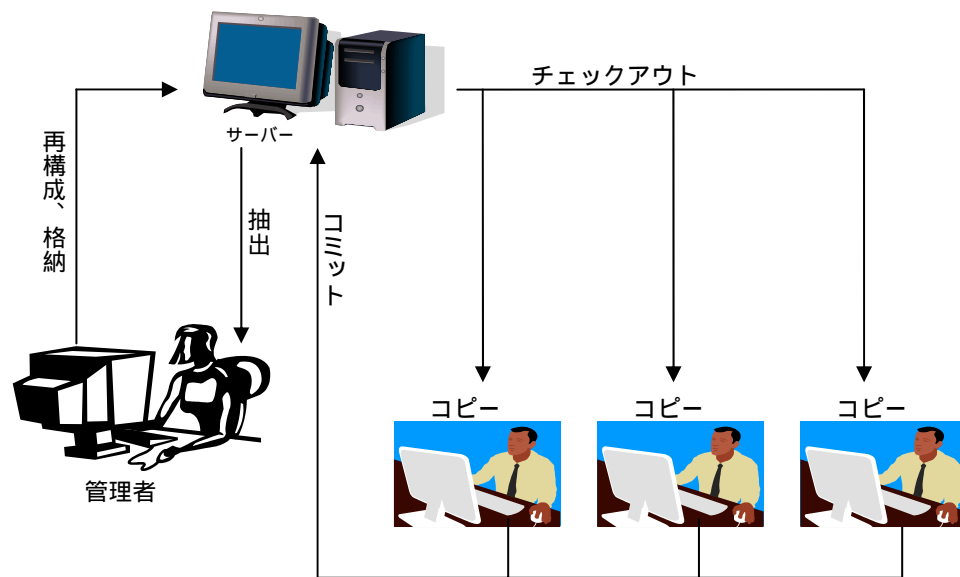 チェックアウト
サーバー
再構成、格納
抽出
コミット
コピー
コピー
コピー
管理者